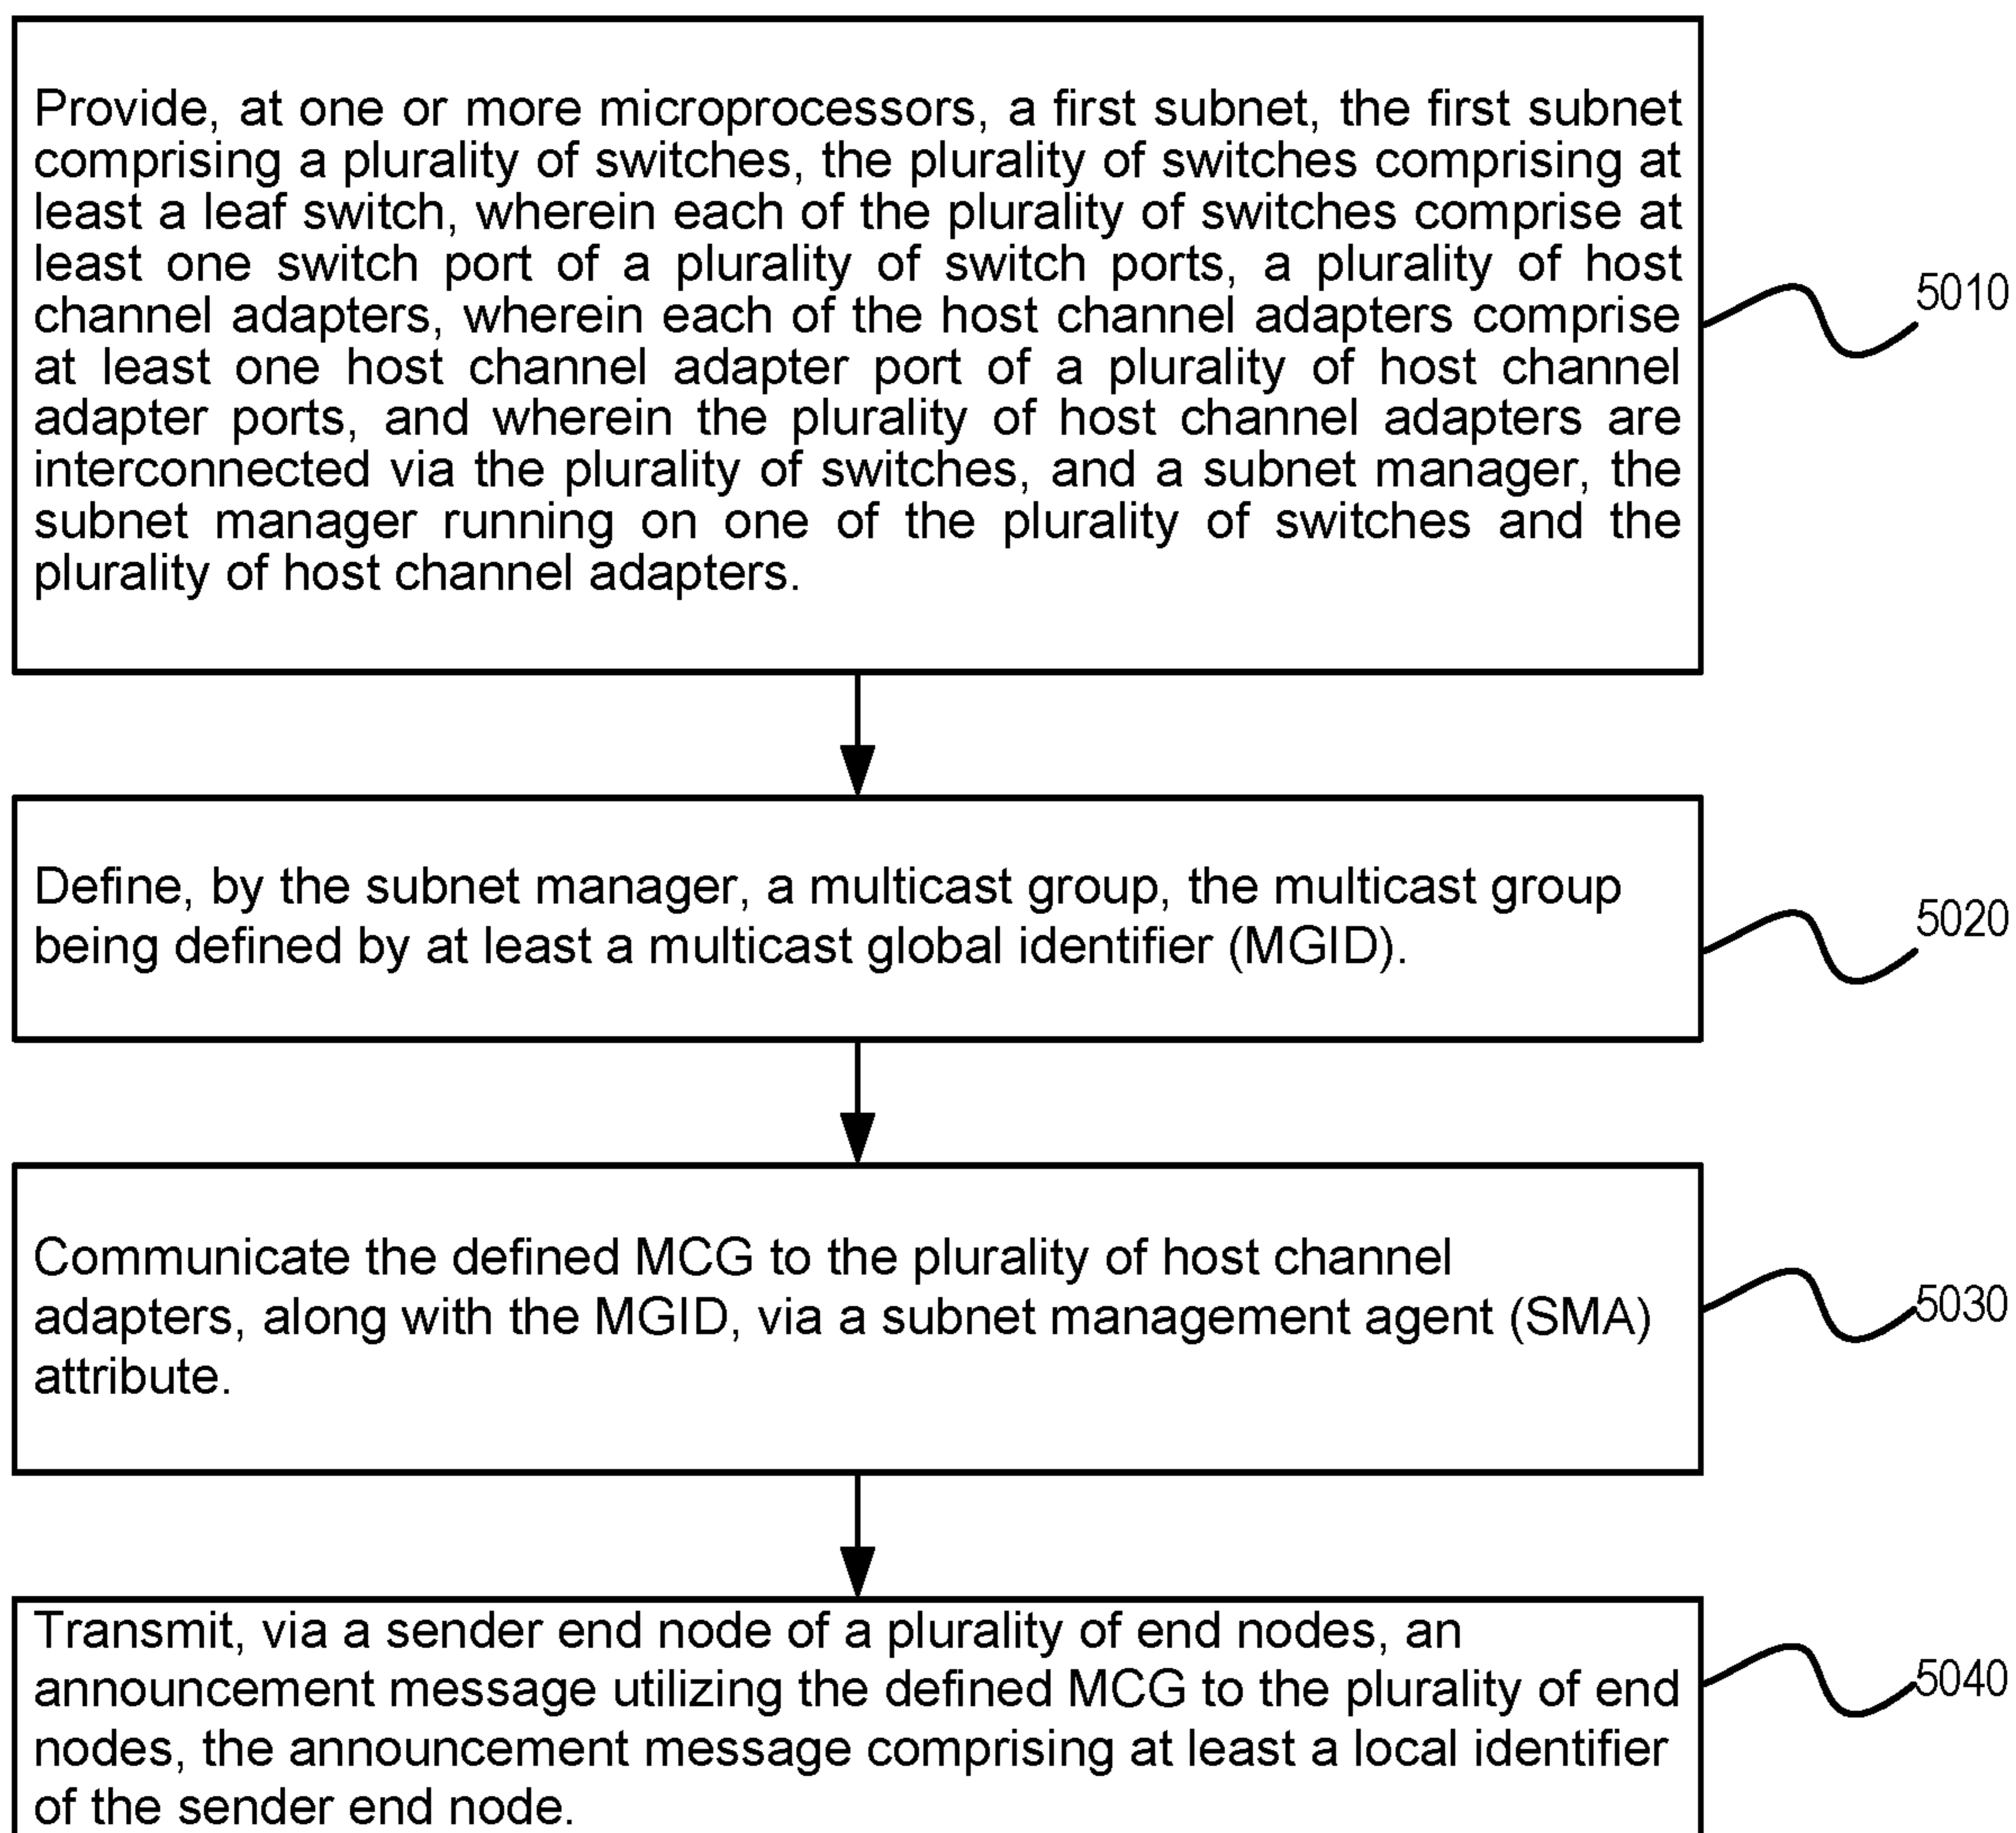 Provide, at one or more microprocessors, a first subnet, the first subnet
comprising a plurality of switches, the plurality of switches comprising at
least a leaf switch, wherein each of the plurality of switches comprise at
least one switch port of a plurality of switch ports, a plurality of host
channel adapters, wherein each of the host channel adapters comprise
at least one host channel adapter port of a plurality of host channel
adapter ports, and wherein the plurality of host channel adapters are
interconnected via the plurality of switches, and a subnet manager, the
subnet manager running on one of the plurality of switches and the
plurality of host channel adapters.
5010
Define, by the subnet manager, a multicast group, the multicast group
being defined by at least a multicast global identifier (MGID).
5020
Communicate the defined MCG to the plurality of host channel
adapters, along with the MGID, via a subnet management agent (SMA)
attribute.
5030
Transmit, via a sender end node of a plurality of end nodes, an
announcement message utilizing the defined MCG to the plurality of end
nodes, the announcement message comprising at least a local identifier
of the sender end node.
5040